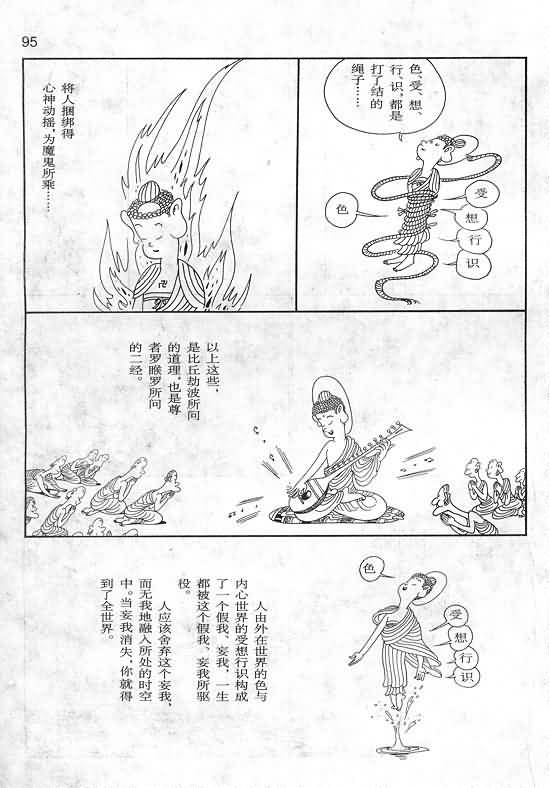 95
色、受、想、
行、识，都是
打了结的
绳子……
色
受
想
行
识
将人捆绑得
心神动摇，为
魔鬼所乘……
卍
以上这些，
是比丘劫波所问
的道理，也是尊
者罗睺罗所问
的二经。
色
受
想
行
识
人由外在世界的色与
内心世界的受想行识构成
了一个假我、妄我，一生
都被这个假我、妄我所驱
役。
人应该舍弃这个妄我，
而无我地融入所处的时空
中。当妄我消失，你就得
到了全世界。